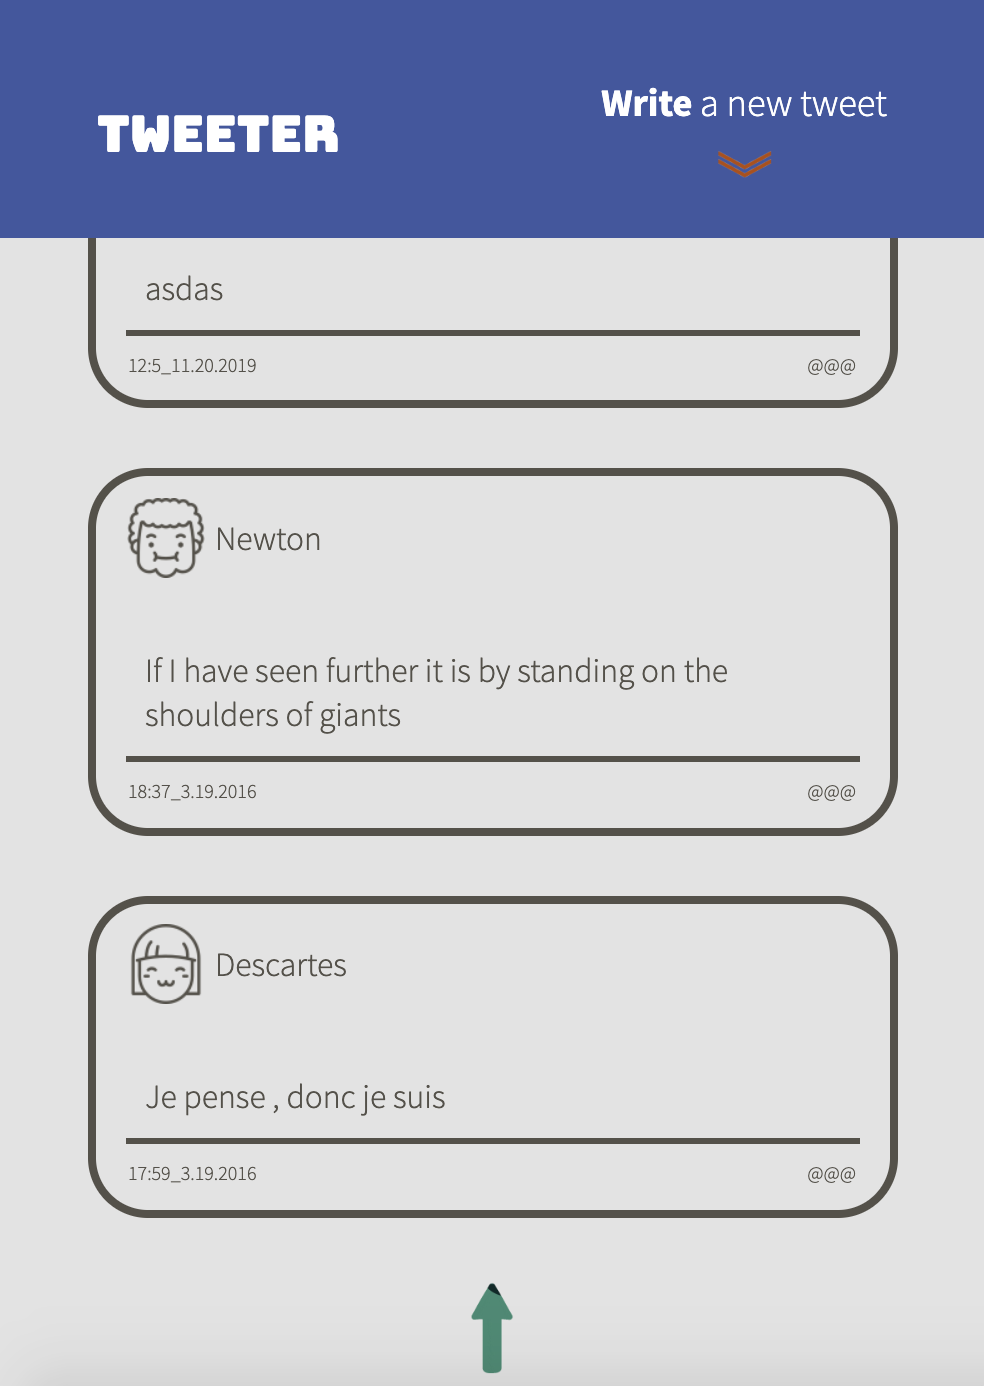 TWEETER
Write a new tweet
asdas
12:5_11.20.2019 @@@
Newton
If I have seen further it is by standing on the
shoulders of giants
18:37_3.19.2016 @@@
Descartes
Je pense , donc je suis
17:59_3.19.2016 @@@